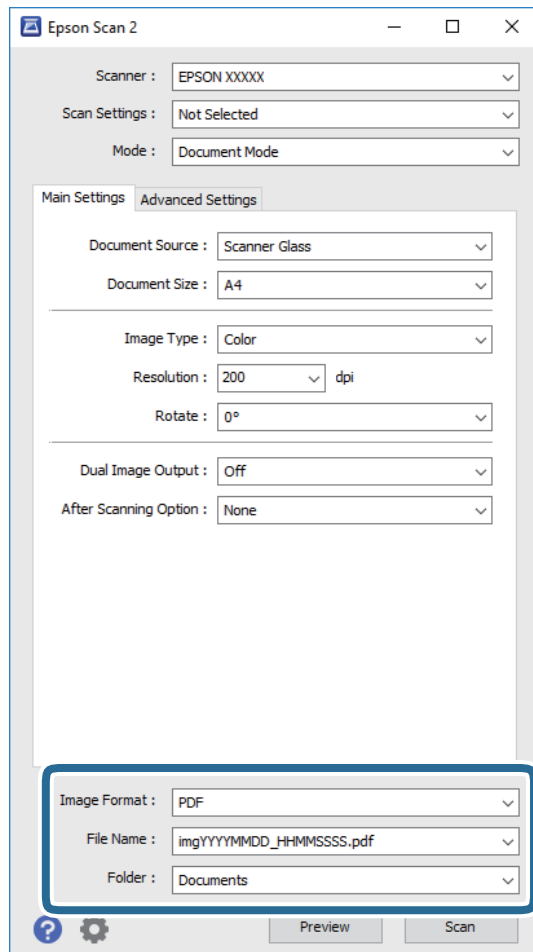 Epson Scan 2
Scanner : EPSON XXXXX
Scan Settings : Not Selected
Mode : Document Mode
Main Settings Advanced Settings
Document Source : Scanner Glass
Document Size : A4
Image Type : Color
Resolution : 200 dpi
Rotate : 0°
Dual Image Output : Off
After Scanning Option : None
Image Format : PDF
File Name : imgYYYYMMDD_HHMMSSSS.pdf
Folder : Documents
? Preview Scan